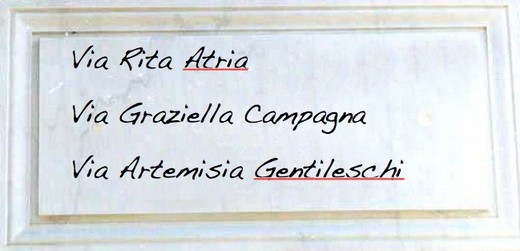 Via Rita Atria
Via Graziella Campagna
Via Artemisia Gentileschi